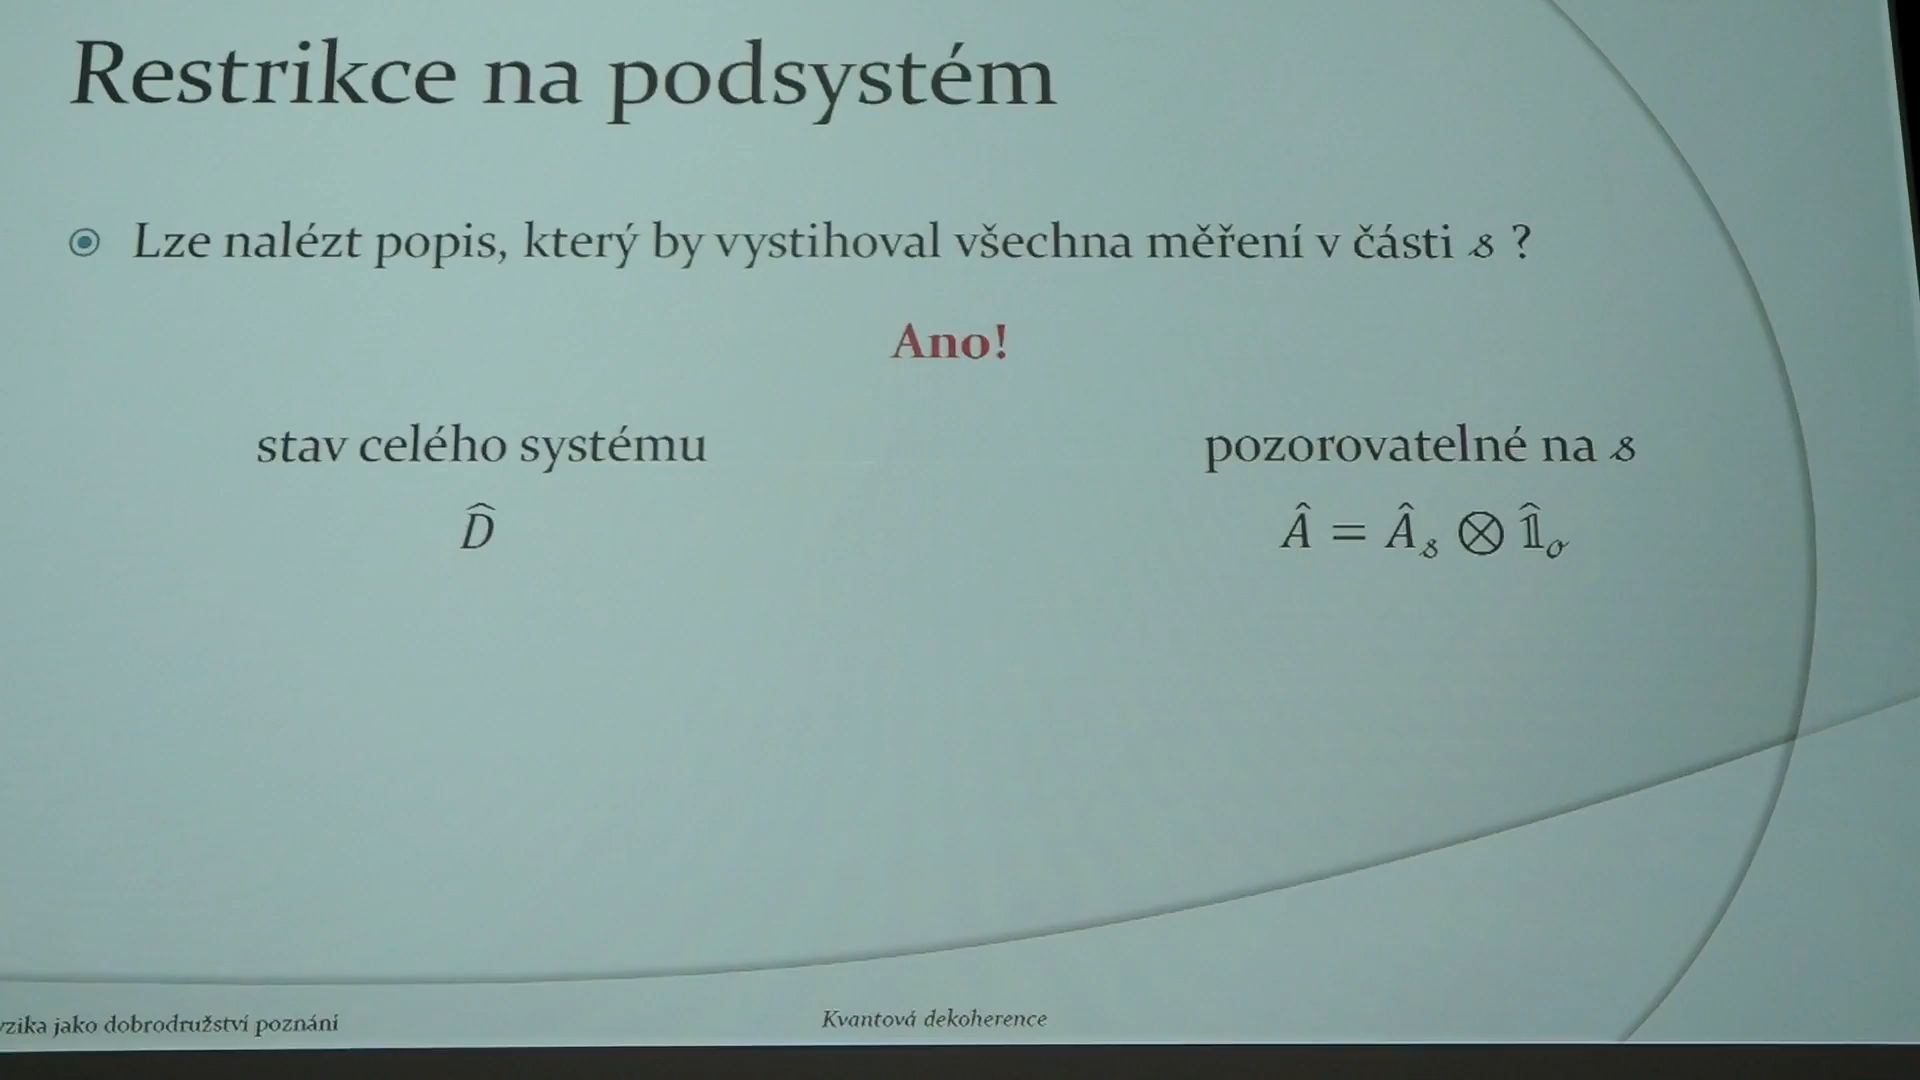 Restrikce na podsystém
Lze nalézt popis, který by vystihoval všechna měření v části 𝓈 ?
Ano!
stav celého systému
pozorovatelné na 𝓈
D̂
Â = Â𝓈 ⊗ 𝟙̂ℴ
yzika jako dobrodružství poznání
Kvantová dekoherence